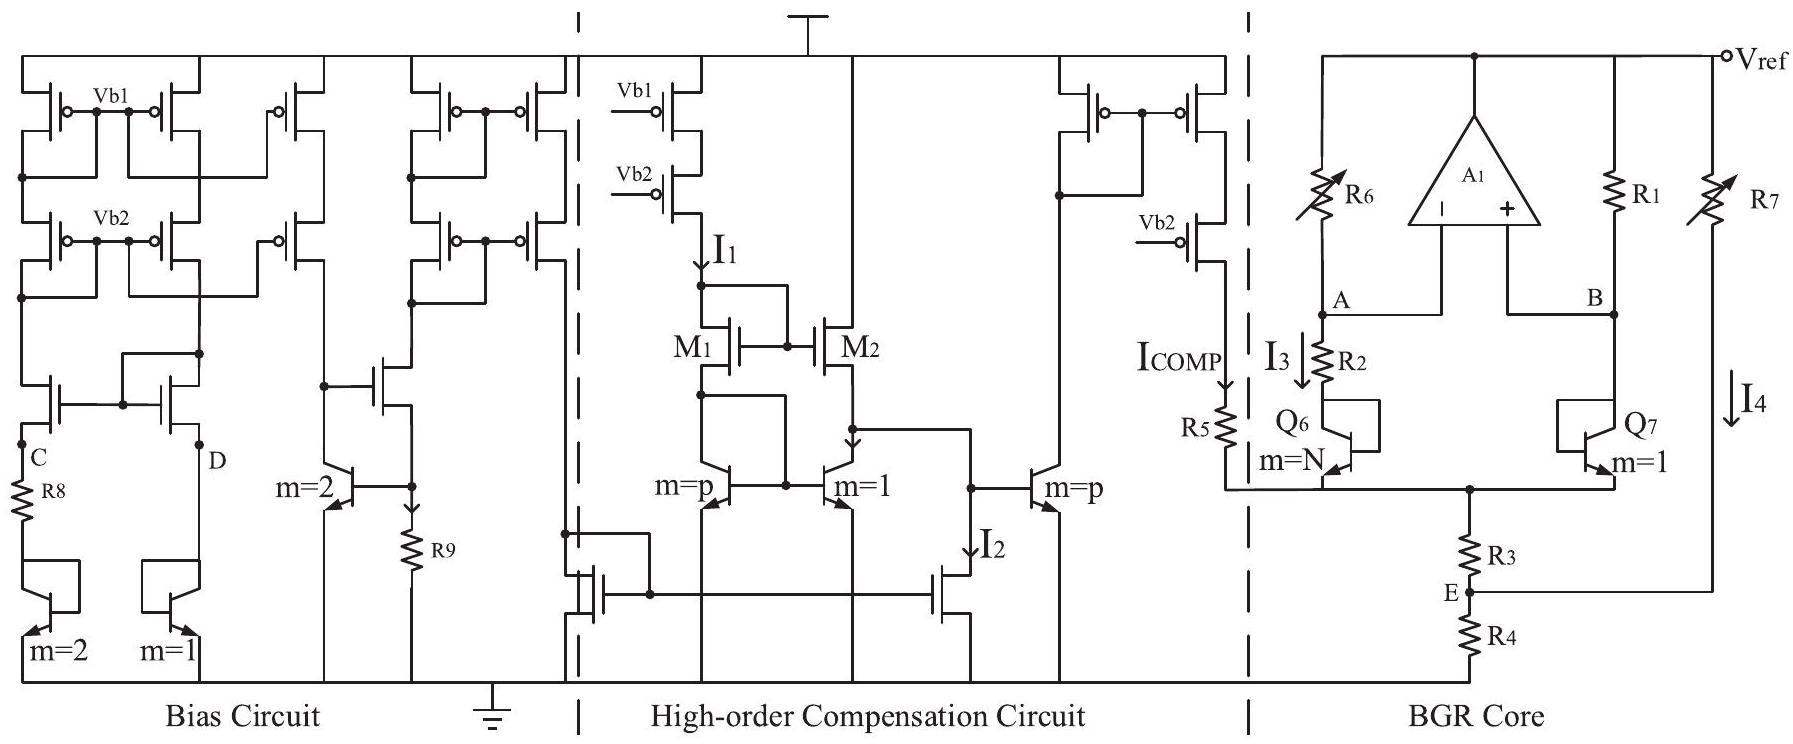 Vb1
Vb2
C
D
R8
m=2
m=1
m=2
R9
Bias Circuit
Vb1
Vb2
I1
M1
M2
m=p
m=1
m=p
I2
Vb2
ICOMP
R5
High-order Compensation Circuit
Vref
R6
A1
- +
R1
R7
A
B
I3
R2
I4
Q6
m=N
Q7
m=1
R3
E
R4
BGR Core